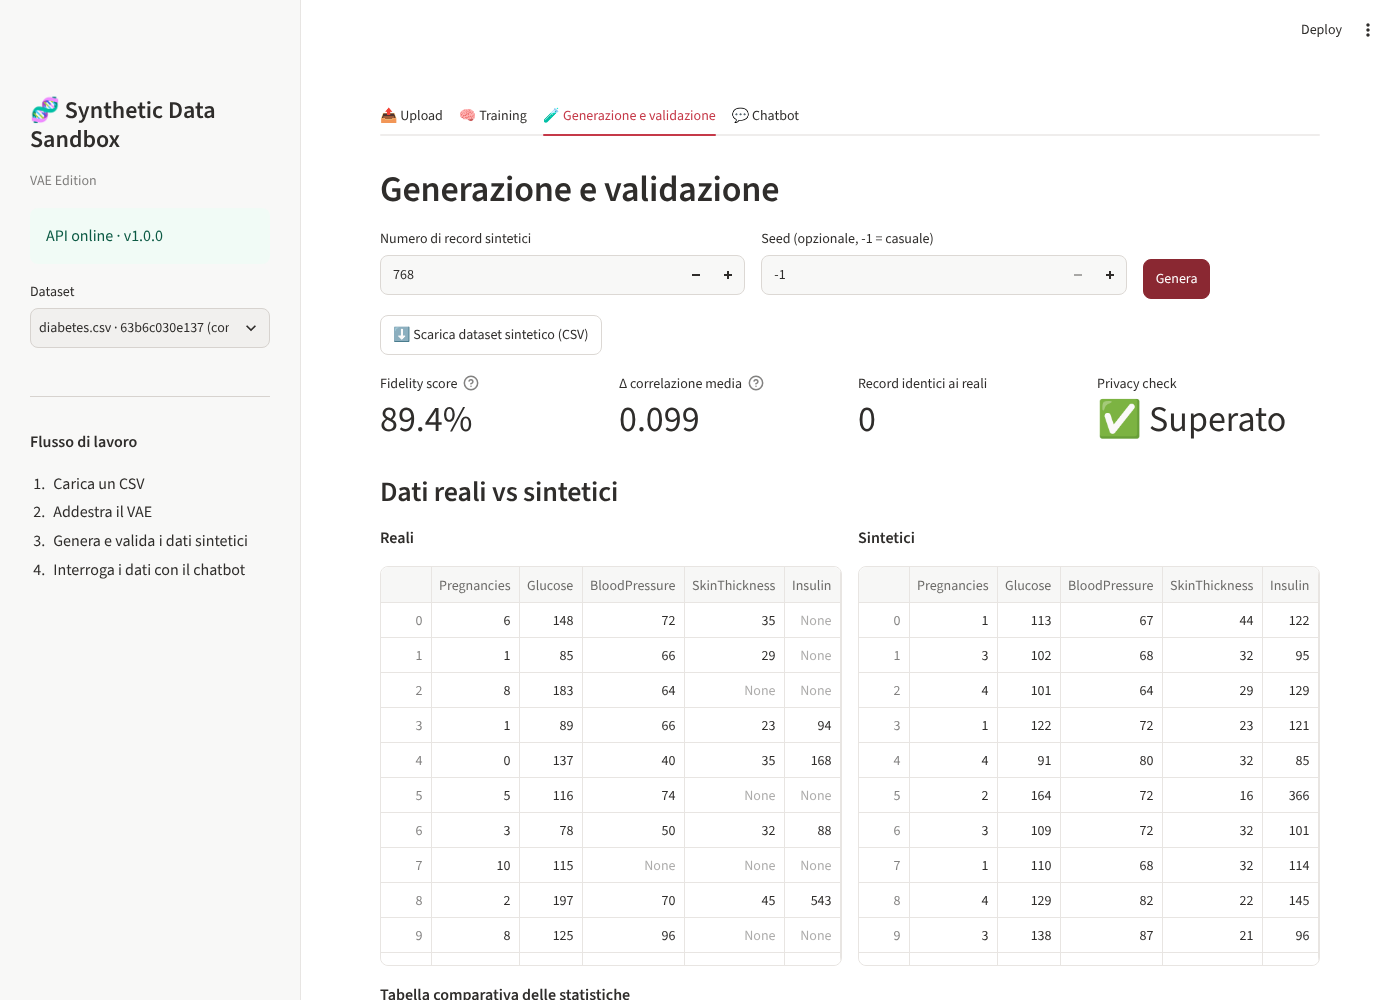 Deploy
🧬 Synthetic Data
Sandbox
VAE Edition
API online · v1.0.0
Dataset
diabetes.csv · 63b6c030e137 (cor
Flusso di lavoro
1. Carica un CSV
2. Addestra il VAE
3. Genera e valida i dati sintetici
4. Interroga i dati con il chatbot
📤 Upload 🧠 Training 🧪 Generazione e validazione 💬 Chatbot
Generazione e validazione
Numero di record sintetici Seed (opzionale, -1 = casuale)
768 -1 Genera
⬇️ Scarica dataset sintetico (CSV)
Fidelity score Δ correlazione media Record identici ai reali Privacy check
89.4% 0.099 0 ✅ Superato
Dati reali vs sintetici
Reali
Pregnancies Glucose BloodPressure SkinThickness Insulin
0 6 148 72 35 None
1 1 85 66 29 None
2 8 183 64 None None
3 1 89 66 23 94
4 0 137 40 35 168
5 5 116 74 None None
6 3 78 50 32 88
7 10 115 None None None
8 2 197 70 45 543
9 8 125 96 None None
Sintetici
Pregnancies Glucose BloodPressure SkinThickness Insulin
0 1 113 67 44 122
1 3 102 68 32 95
2 4 101 64 29 129
3 1 122 72 23 121
4 4 91 80 32 85
5 2 164 72 16 366
6 3 109 72 32 101
7 1 110 68 32 114
8 4 129 82 22 145
9 3 138 87 21 96
Tabella comparativa delle statistiche